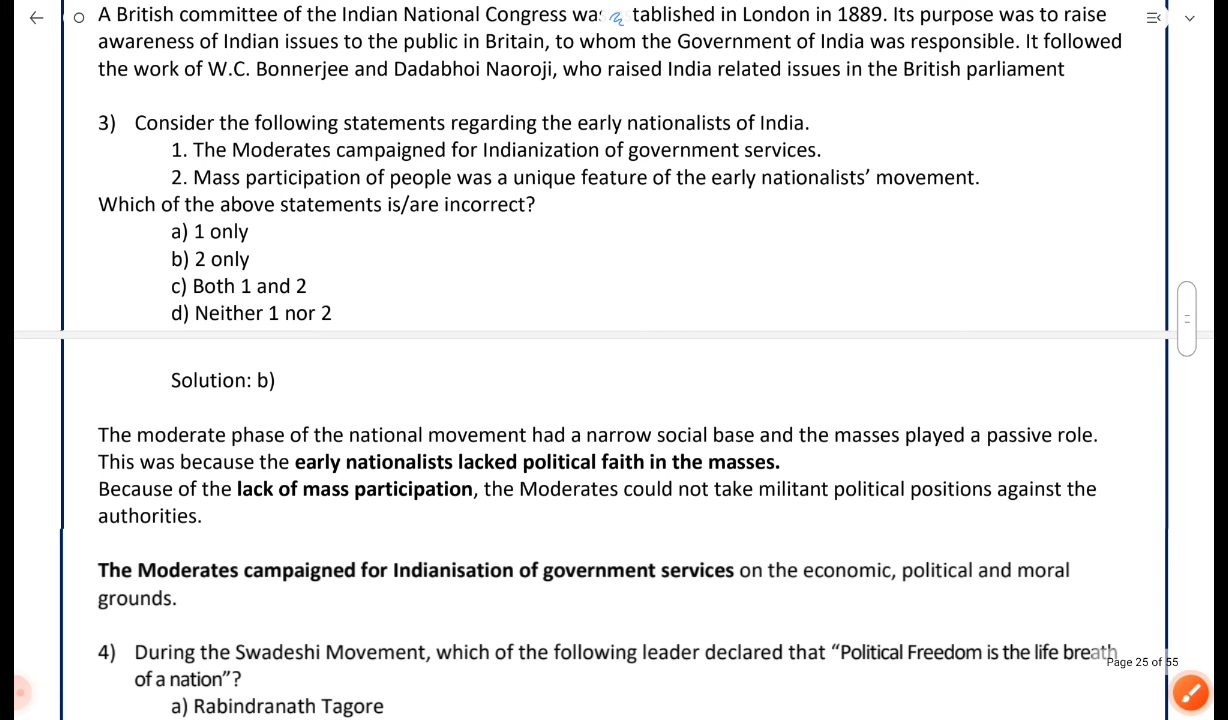 A British committee of the Indian National Congress wa tablished in London in 1889. Its purpose was to raise
awareness of Indian issues to the public in Britain, to whom the Government of India was responsible. It followed
the work of W.C. Bonnerjee and Dadabhoi Naoroji, who raised India related issues in the British parliament
3) Consider the following statements regarding the early nationalists of India.
1. The Moderates campaigned for Indianization of government services.
2. Mass participation of people was a unique feature of the early nationalists’ movement.
Which of the above statements is/are incorrect?
a) 1 only
b) 2 only
c) Both 1 and 2
d) Neither 1 nor 2
Solution: b)
The moderate phase of the national movement had a narrow social base and the masses played a passive role.
This was because the early nationalists lacked political faith in the masses.
Because of the lack of mass participation, the Moderates could not take militant political positions against the
authorities.
The Moderates campaigned for Indianisation of government services on the economic, political and moral
grounds.
4) During the Swadeshi Movement, which of the following leader declared that “Political Freedom is the life breath
Page 25 of 55
of a nation”?
a) Rabindranath Tagore